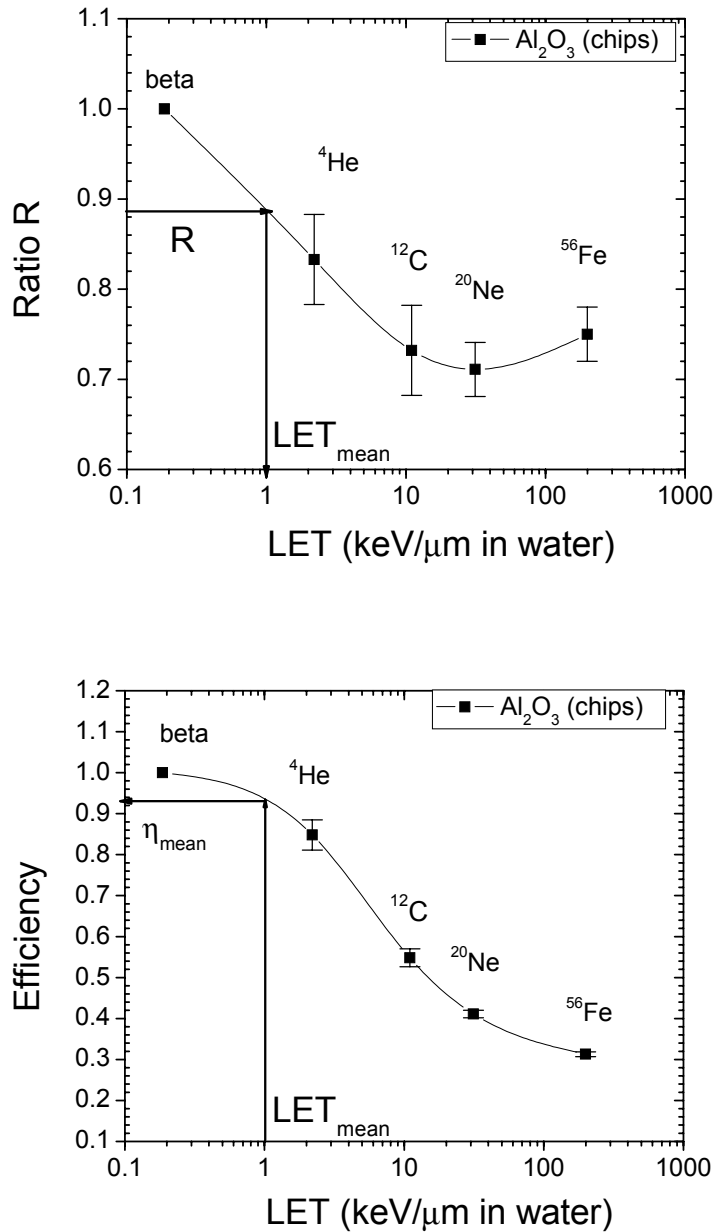 1.0
Al₂O₃ (chips)
beta
1.0
⁴He
0.9
R
¹²C
²⁰Ne
⁵⁶Fe
0.8
Ratio R
0.7
LETmean
0.6
0.1
1
10
100
1000
LET (keV/μm in water)
1.2
Al₂O₃ (chips)
1.1
beta
⁴He
1.0
0.9
ηmean
0.8
0.7
¹²C
0.6
²⁰Ne
0.5
⁵⁶Fe
0.4
Efficiency
0.3
0.2
LETmean
0.1
0.1
1
10
100
1000
LET (keV/μm in water)